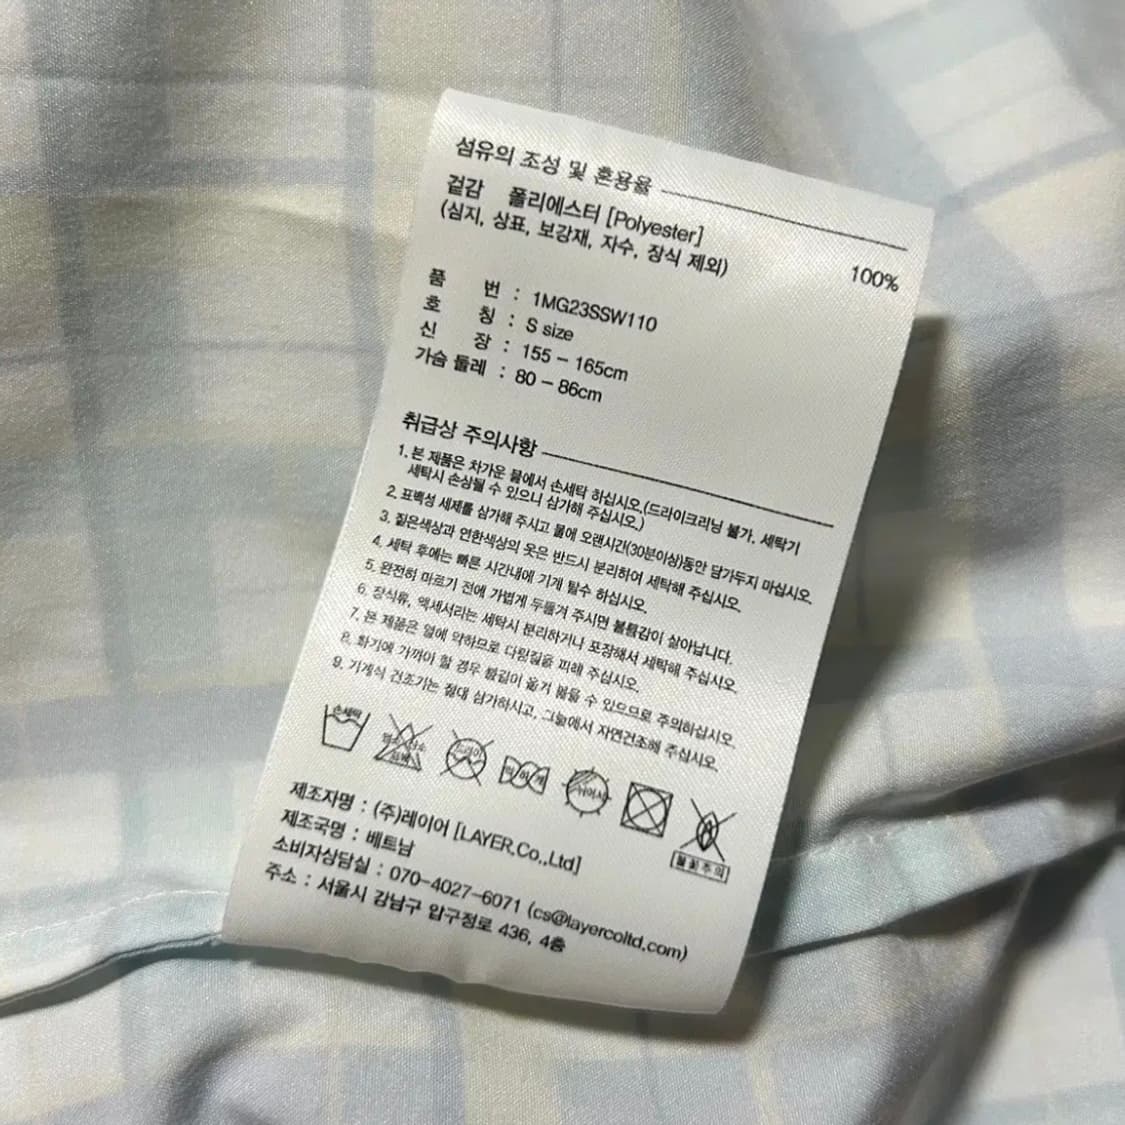 섬유의 조성 및 혼용율
겉감 폴리에스터 [Polyester] 100%
(심지, 상표, 보강재, 자수, 장식 제외)
품 번 : 1MG23SSW110
호 칭 : S size
신 장 : 155 - 165cm
가슴 둘레 : 80 - 86cm
취급상 주의사항
1. 본 제품은 차가운 물에서 손세탁 하십시오.(드라이크리닝 불가, 세탁기
세탁시 손상될 수 있으니 삼가해 주십시오.)
2. 표백성 세제를 삼가해 주시고 물에 오랜시간(30분이상)동안 담가두지 마십시오.
3. 짙은색상과 연한색상의 옷은 반드시 분리하여 세탁해 주십시오.
4. 세탁 후에는 빠른 시간내에 기계 탈수 하십시오.
5. 완전히 마르기 전에 가볍게 두들겨 주시면 볼륨감이 살아납니다.
6. 장식류, 액세서리는 세탁시 분리하거나 포장해서 세탁해 주십시오.
7. 본 제품은 열에 약하므로 다림질을 피해 주십시오.
8. 화기에 가까이 할 경우 불길이 옮겨 붙을 수 있으므로 주의하십시오.
9. 기계식 건조기는 절대 삼가하시고, 그늘에서 자연건조해 주십시오.
손세탁 염소,산소 표백 드라이 약하게 뉘어서
불꽃주의
제조자명 : (주)레이어 [LAYER.Co.,Ltd]
제조국명 : 베트남
소비자상담실 : 070-4027-6071 (cs@layercoltd.com)
주소 : 서울시 강남구 압구정로 436, 4층